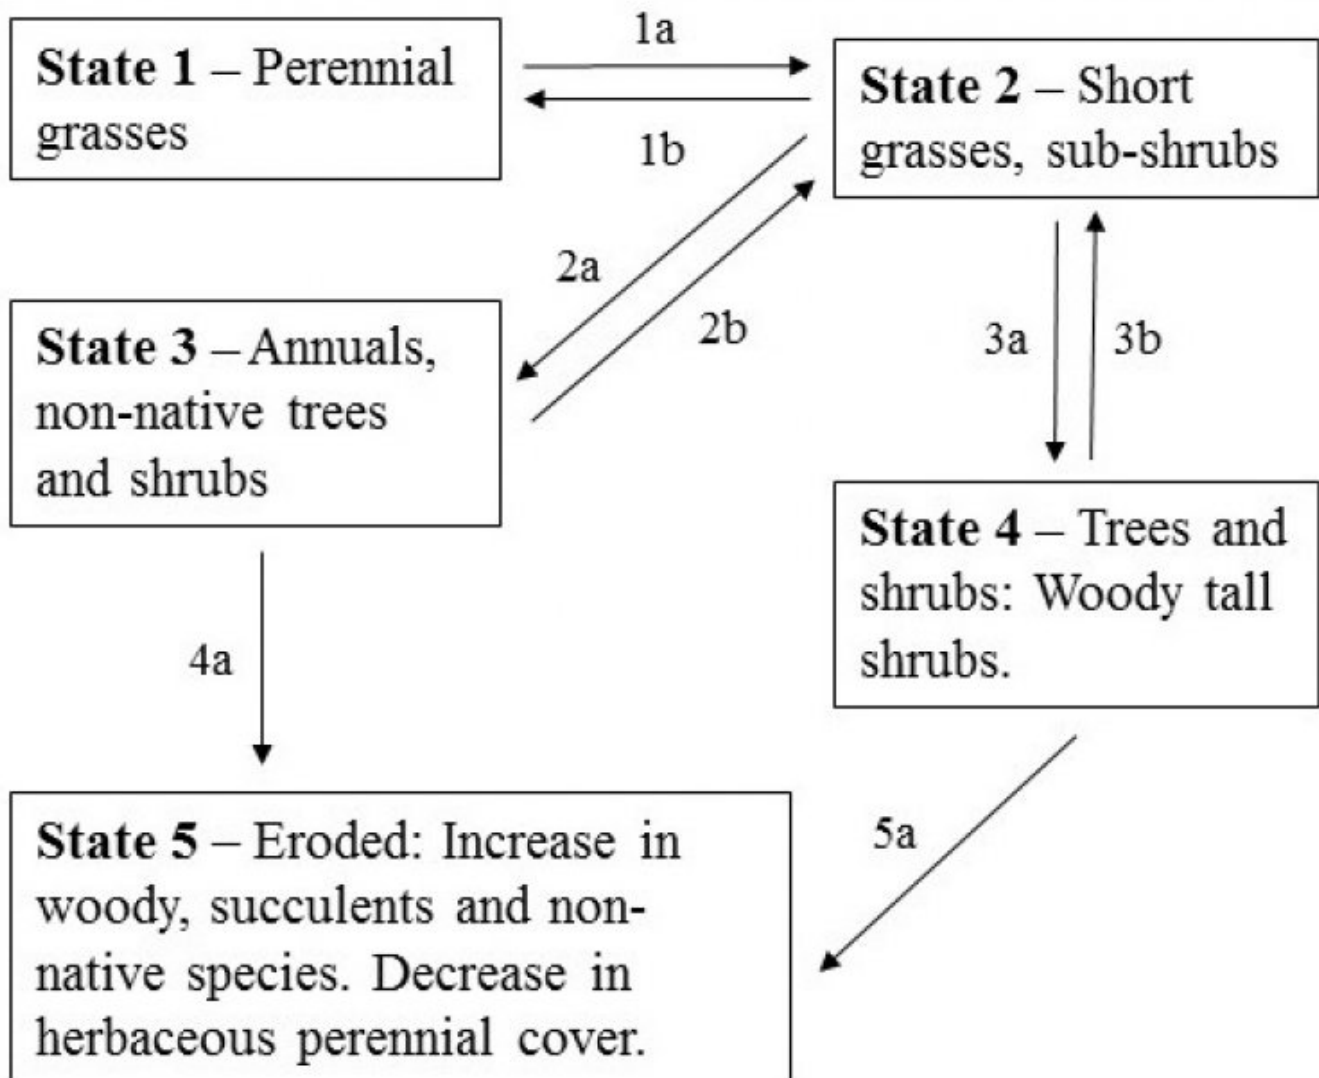 1a
State 1 – Perennial
grasses
State 2 – Short
grasses, sub-shrubs
1b
2a
2b
3a
3b
State 3 – Annuals,
non-native trees
and shrubs
State 4 – Trees and
shrubs: Woody tall
shrubs.
4a
5a
State 5 – Eroded: Increase in
woody, succulents and non-
native species. Decrease in
herbaceous perennial cover.